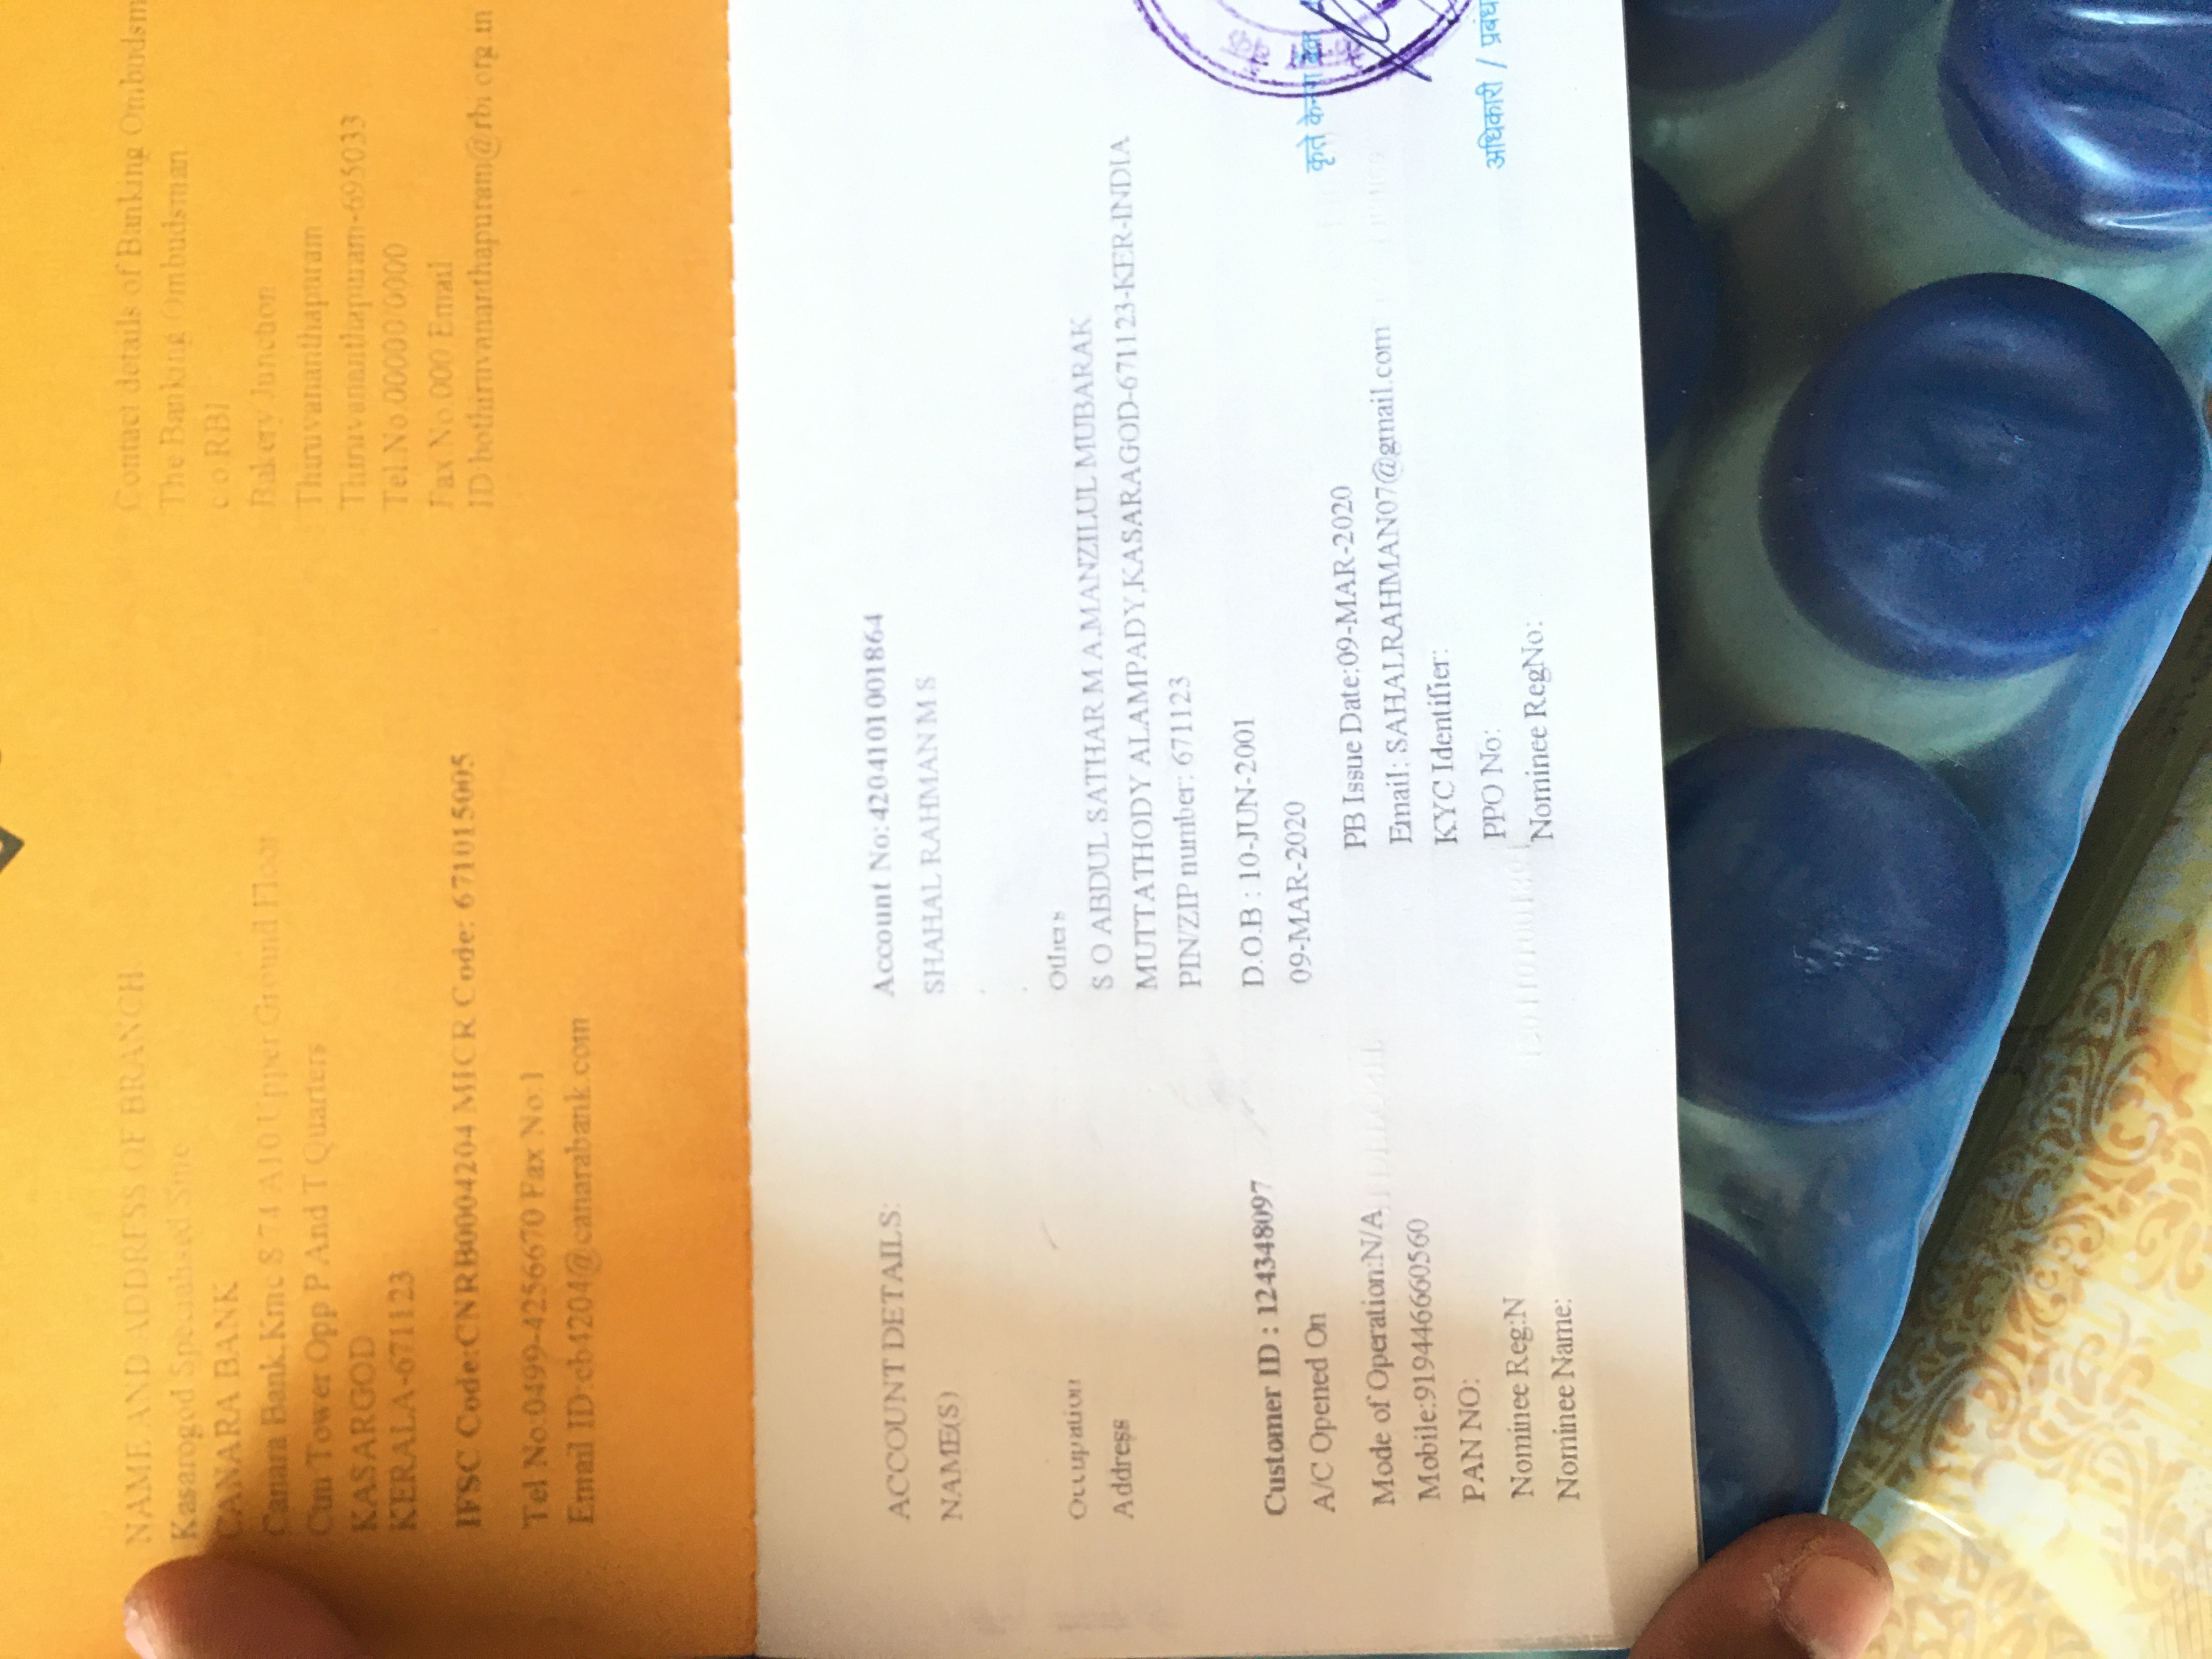 NAME AND ADDRESS OF BRANCH
Kasarogod Specialised Sme
CANARA BANK
Canara Bank,Kmc 8 74 A10 Upper Ground Floor
Ctm Tower Opp P And T Quarters
KASARGOD
KERALA-671123
IFSC Code:CNRB0004204 MICR Code: 671015005
Tel No:0499-4256670 Fax No:1
Email ID:cb4204@canarabank.com
Contact details of Banking Ombudsm
The Banking Ombudsman
c/o.RBI
Bakery Junction
Thiruvananthapuram
Thiruvananthapuram-695033
Tel.No.00000/0000
Fax No.000 Email
ID:bothiruvananthapuram@rbi.org.in
ACCOUNT DETAILS:
Account No:4204101001864
NAME(S)
SHAHAL RAHMAN M S
Occupation
Others
Address
S O ABDUL SATHAR M A,MANZILUL MUBARAK
MUTTATHODY ALAMPADY,KASARAGOD-671123-KER-INDIA
PIN/ZIP number: 671123
Customer ID : 124348097
D.O.B : 10-JUN-2001
A/C Opened On
09-MAR-2020
Mode of Operation:N/A
PB Issue Date:09-MAR-2020
Mobile:919446660560
Email: SAHALRAHMAN07@gmail.com
PAN NO:
KYC Identifier:
Nominee Reg:N
PPO No:
Nominee Name:
Nominee RegNo:
कृते केनरा बैंक
अधिकारी / प्रबंध